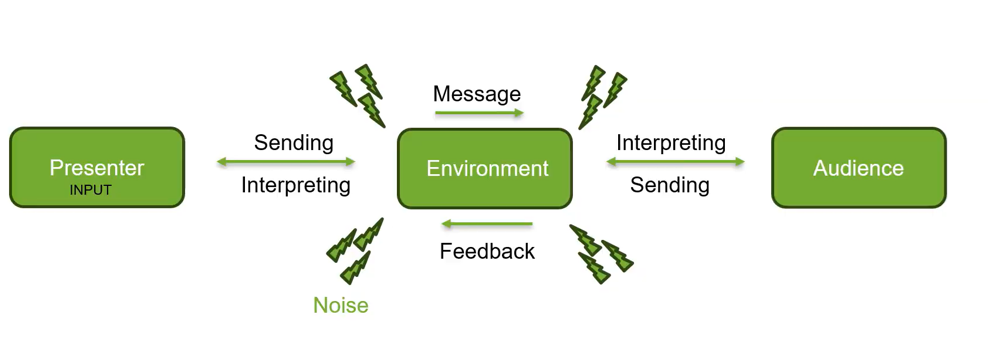 Message
Sending
Interpreting
Presenter
INPUT
Environment
Audience
Interpreting
Sending
Feedback
Noise